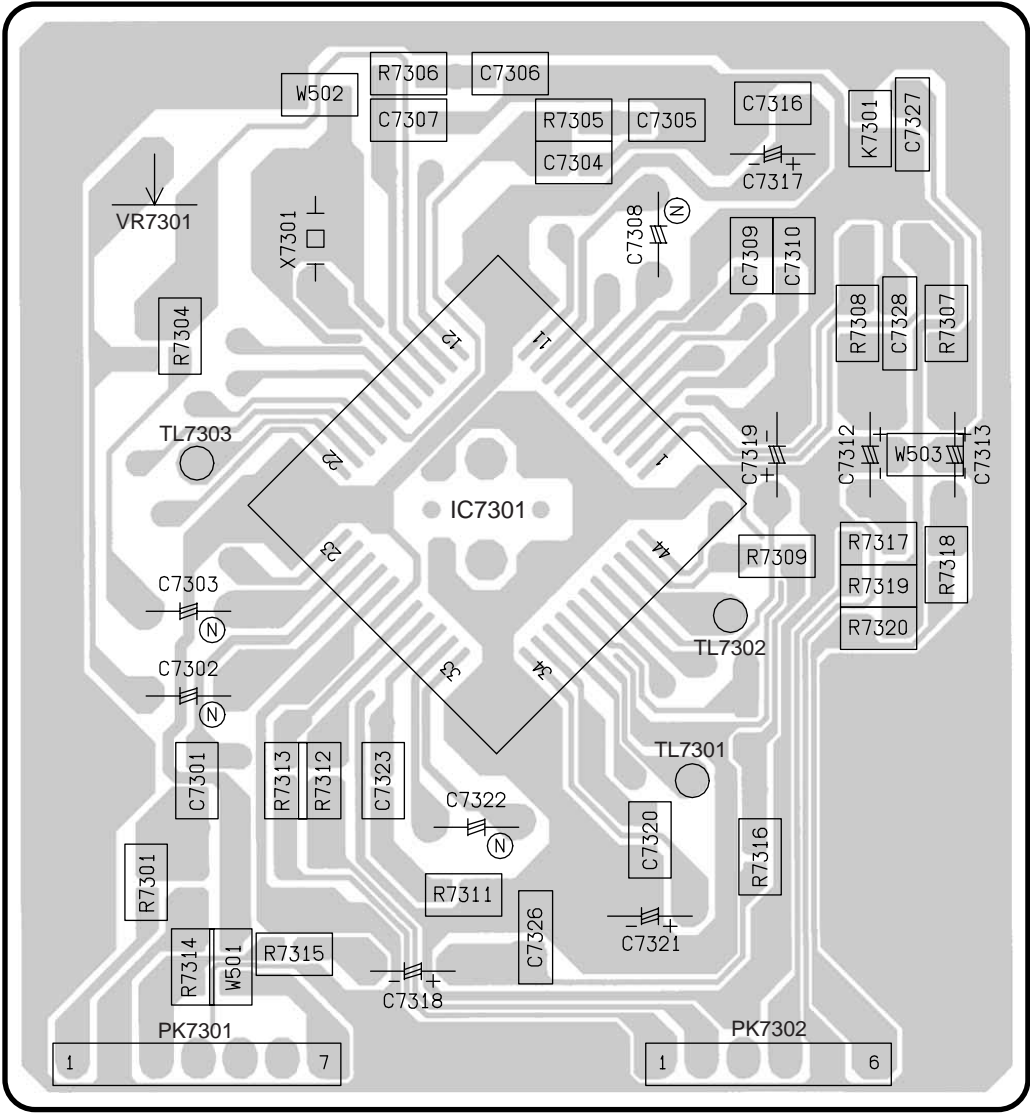 R7306
C7306
W502
C7307
R7305
C7305
C7316
K7301
C7327
C7304
- +
C7317
VR7301
X7301
C7308
N
C7309
C7310
R7304
12
11
R7308
C7328
R7307
TL7303
22
1
C7319
-
+
C7312
+
+
W503
C7313
+
+
IC7301
23
44
R7309
R7317
R7318
R7319
R7320
C7303
N
TL7302
C7302
N
33
34
C7301
R7313
R7312
C7323
TL7301
C7322
N
C7320
R7316
R7301
R7311
C7326
- +
C7321
R7314
W501
R7315
- +
C7318
PK7301
PK7302
1 7
1 6